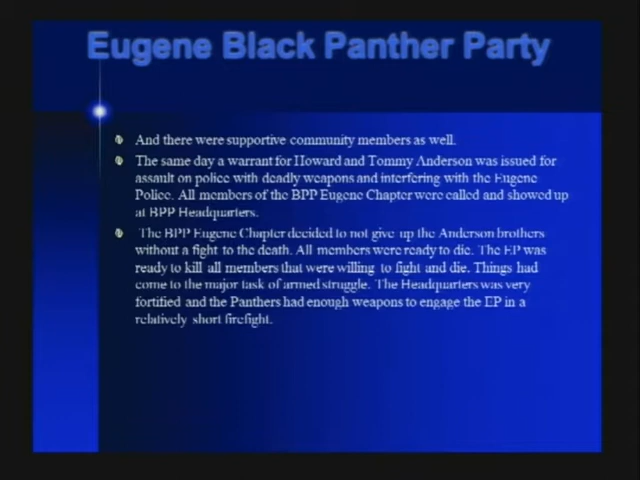 Eugene Black Panther Party
And there were supportive community members as well.
The same day a warrant for Howard and Tommy Anderson was issued for
assault on police with deadly weapons and interfering with the Eugene
Police. All members of the BPP Eugene Chapter were called and showed up
at BPP Headquarters.
The BPP Eugene Chapter decided to not give up the Anderson brothers
without a fight to the death. All members were ready to die. The EP was
ready to kill all members that were willing to fight and die. Things had
come to the major task of armed struggle. The Headquarters was very
fortified and the Panthers had enough weapons to engage the EP in a
relatively short firefight.